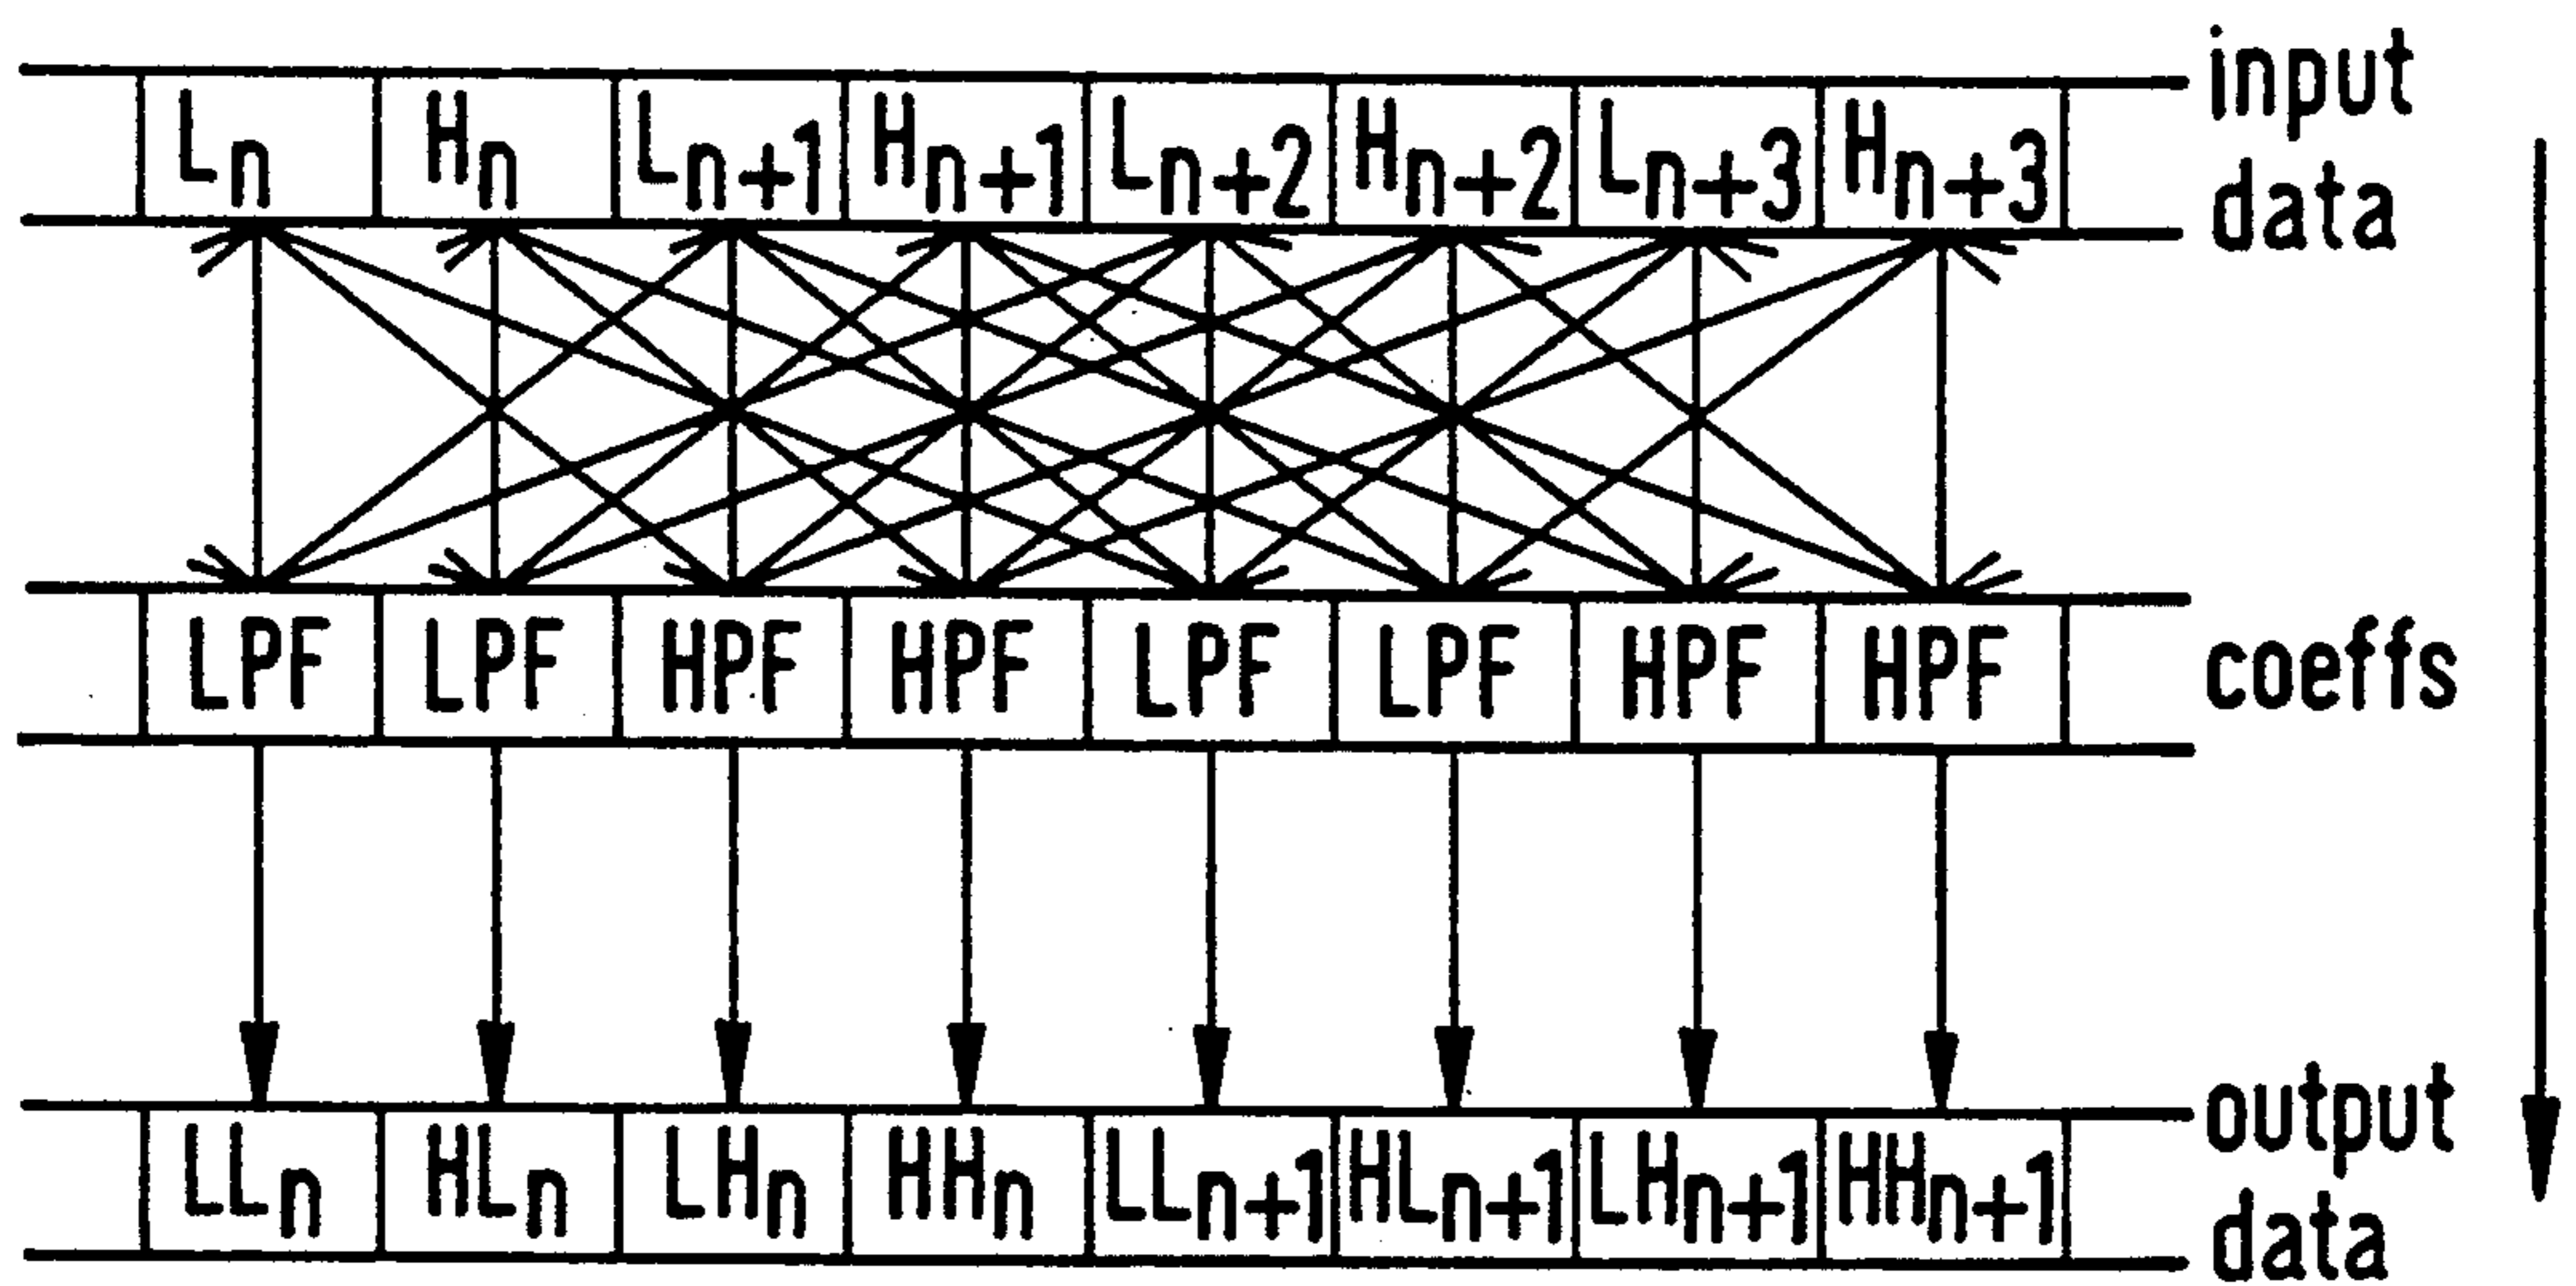 Lₙ Hₙ Lₙ₊₁ Hₙ₊₁ Lₙ₊₂ Hₙ₊₂ Lₙ₊₃ Hₙ₊₃ input data
LPF LPF HPF HPF LPF LPF HPF HPF coeffs
LLₙ HLₙ LHₙ HHₙ LLₙ₊₁ HLₙ₊₁ LHₙ₊₁ HHₙ₊₁ output data